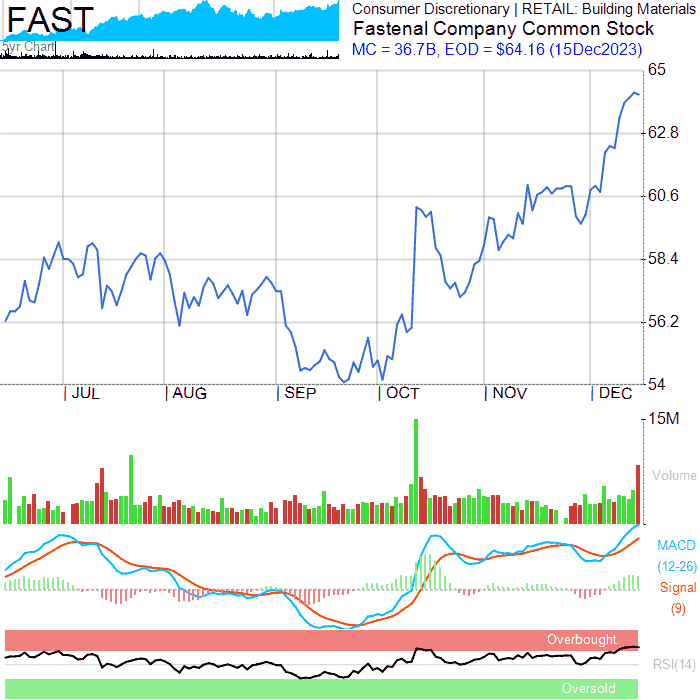 FAST
5yr Chart
Consumer Discretionary | RETAIL: Building Materials
Fastenal Company Common Stock
MC = 36.7B, EOD = $64.16 (15Dec2023)
65
62.8
60.6
58.4
56.2
54
JUL AUG SEP OCT NOV DEC
15M
Volume
MACD
(12-26)
Signal
(9)
Overbought
RSI(14)
Oversold